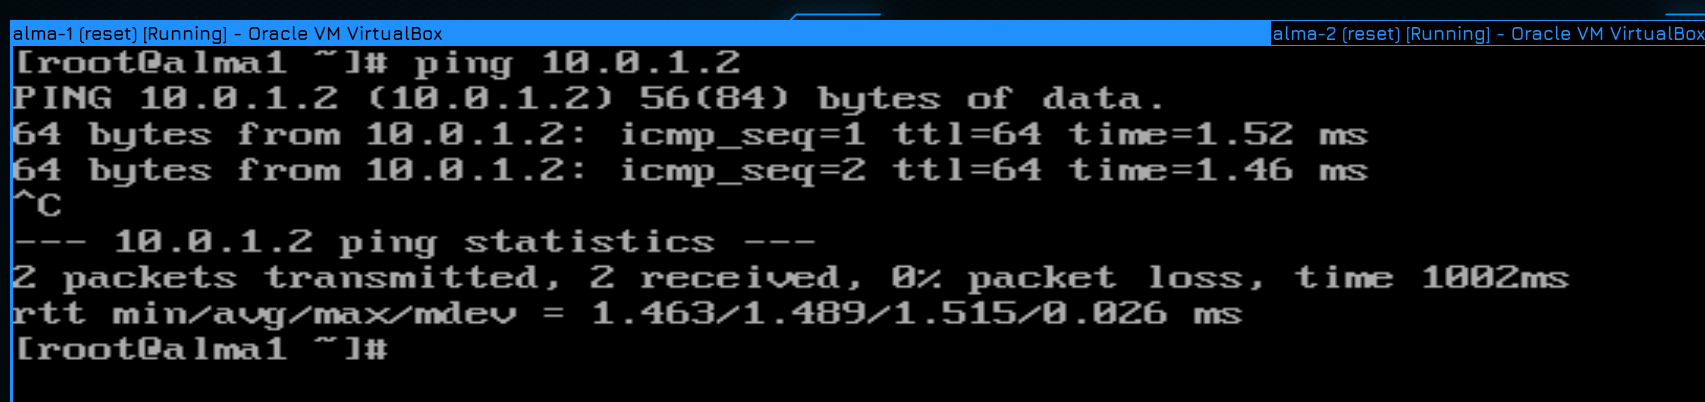 alma-1 (reset) [Running] - Oracle VM VirtualBox
alma-2 (reset) [Running] - Oracle VM VirtualBox
[root@alma1 ~]# ping 10.0.1.2
PING 10.0.1.2 (10.0.1.2) 56(84) bytes of data.
64 bytes from 10.0.1.2: icmp_seq=1 ttl=64 time=1.52 ms
64 bytes from 10.0.1.2: icmp_seq=2 ttl=64 time=1.46 ms
^C
--- 10.0.1.2 ping statistics ---
2 packets transmitted, 2 received, 0% packet loss, time 1002ms
rtt min/avg/max/mdev = 1.463/1.489/1.515/0.026 ms
[root@alma1 ~]#